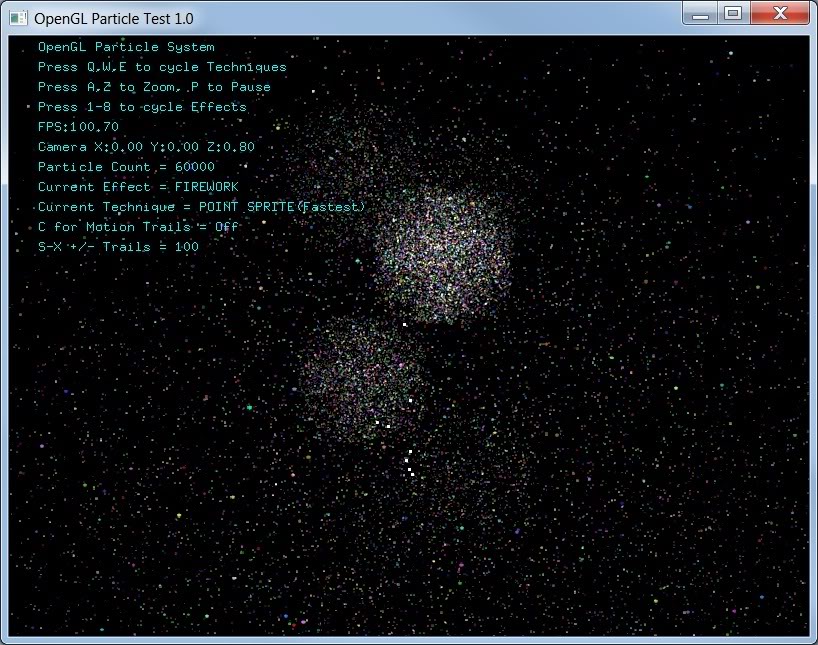 OpenGL Particle Test 1.0
OpenGL Particle System
Press Q,W,E to cycle Techniques
Press A,Z to Zoom, P to Pause
Press 1-8 to cycle Effects
FPS:100.70
Camera X:0.00 Y:0.00 Z:0.80
Particle Count = 60000
Current Effect = FIREWORK
Current Technique = POINT SPRITE(Fastest)
C for Motion Trails = Off
S-X +/- Trails = 100